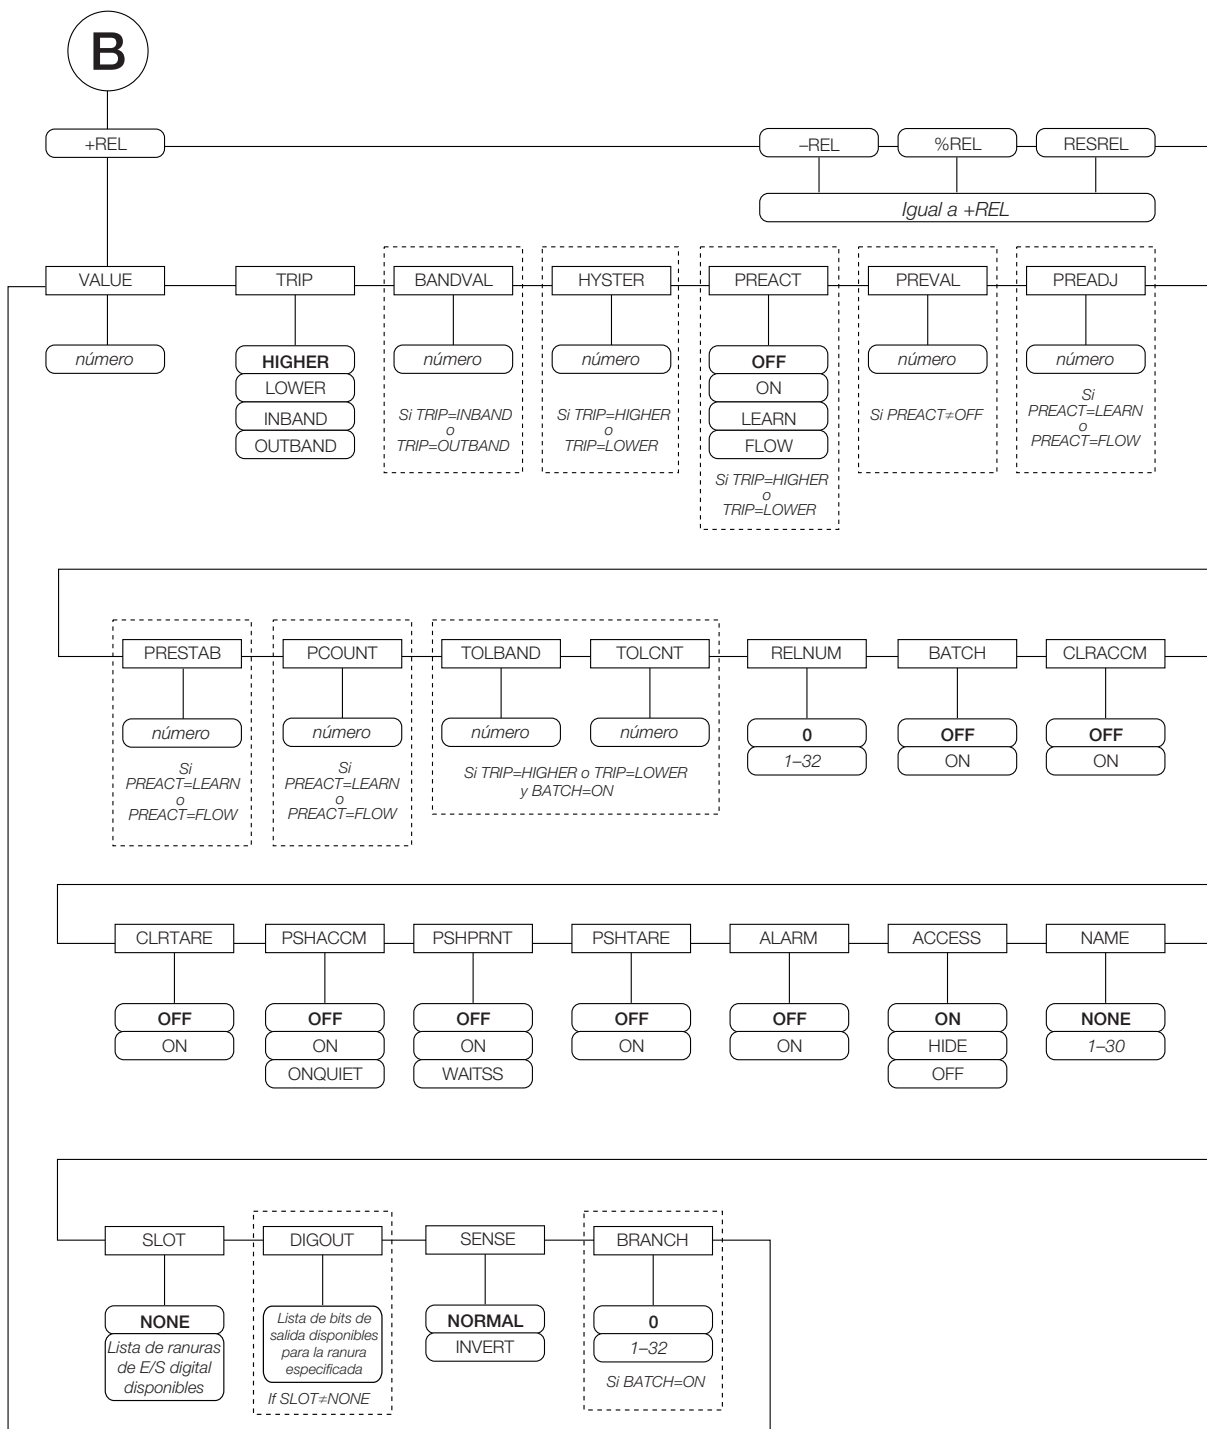 B
+REL
–REL
%REL
RESREL
Igual a +REL
VALUE
TRIP
BANDVAL
HYSTER
PREACT
PREVAL
PREADJ
número
HIGHER
LOWER
INBAND
OUTBAND
número
Si TRIP=INBAND
o
TRIP=OUTBAND
número
Si TRIP=HIGHER
o
TRIP=LOWER
OFF
ON
LEARN
FLOW
Si TRIP=HIGHER
o
TRIP=LOWER
número
Si PREACT≠OFF
número
Si
PREACT=LEARN
o
PREACT=FLOW
PRESTAB
PCOUNT
TOLBAND
TOLCNT
RELNUM
BATCH
CLRACCM
número
Si
PREACT=LEARN
o
PREACT=FLOW
número
Si
PREACT=LEARN
o
PREACT=FLOW
número
número
Si TRIP=HIGHER o TRIP=LOWER
y BATCH=ON
0
1–32
OFF
ON
OFF
ON
CLRTARE
PSHACCM
PSHPRNT
PSHTARE
ALARM
ACCESS
NAME
OFF
ON
OFF
ON
ONQUIET
OFF
ON
WAITSS
OFF
ON
OFF
ON
ON
HIDE
OFF
NONE
1–30
SLOT
DIGOUT
SENSE
BRANCH
NONE
Lista de ranuras
de E/S digital
disponibles
Lista de bits de
salida disponibles
para la ranura
especificada
If SLOT≠NONE
NORMAL
INVERT
0
1–32
Si BATCH=ON